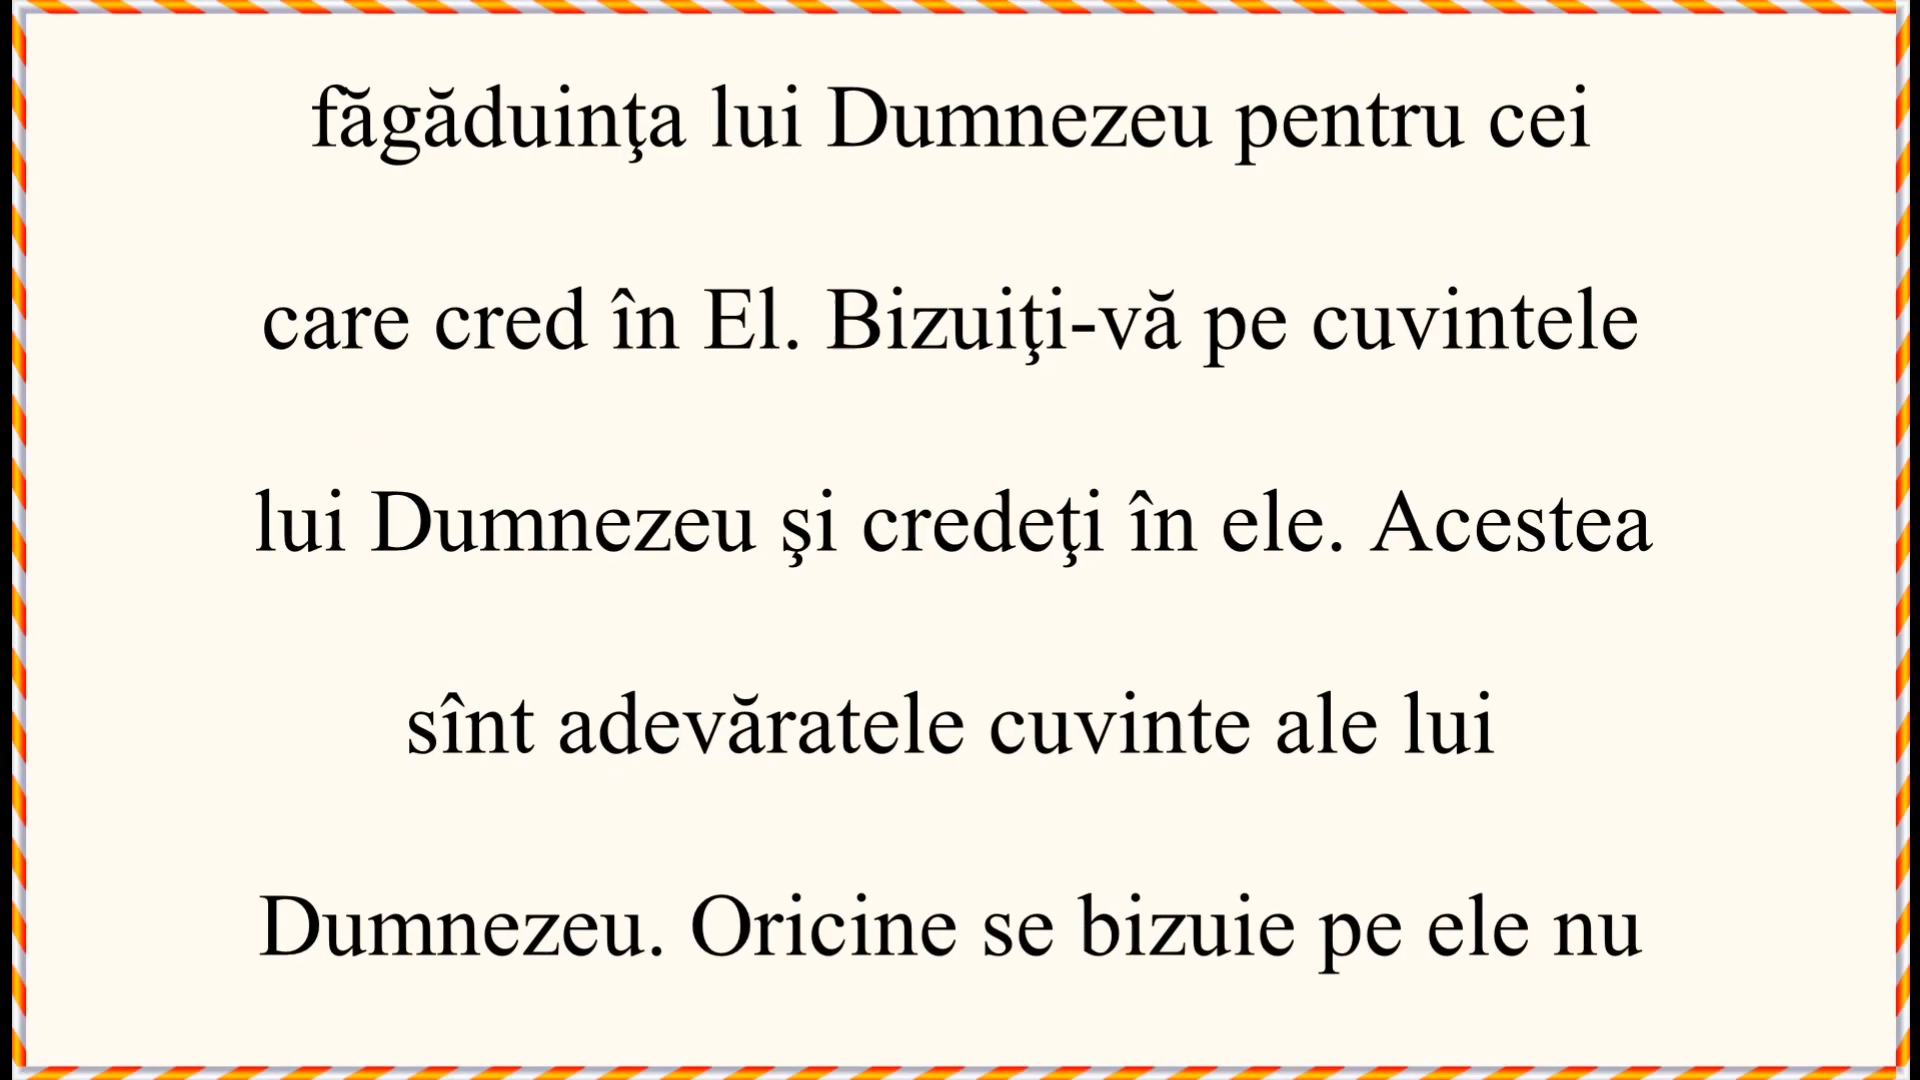 făgăduinţa lui Dumnezeu pentru cei
care cred în El. Bizuiţi-vă pe cuvintele
lui Dumnezeu şi credeţi în ele. Acestea
sînt adevăratele cuvinte ale lui
Dumnezeu. Oricine se bizuie pe ele nu